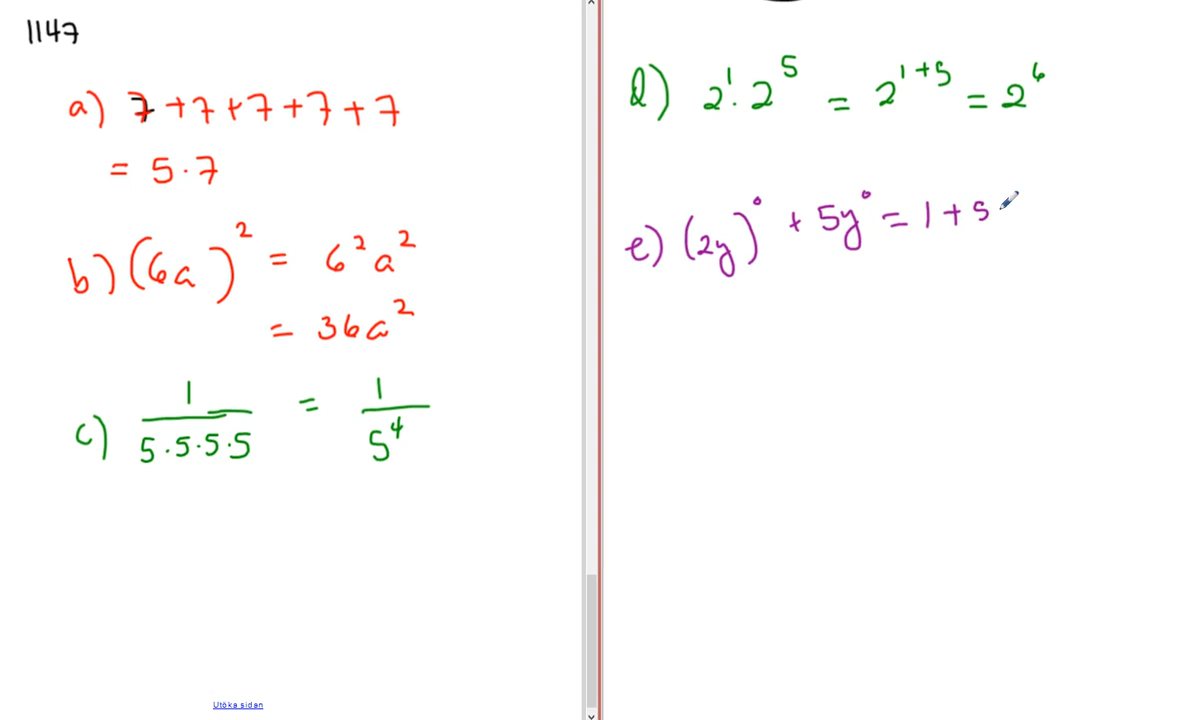 1147
a) 7 + 7 + 7 + 7 + 7
= 5 · 7
b) (6a)² = 6²a²
= 36a²
c) 1/(5·5·5·5) = 1/5⁴
Utöka sidan
d) 2¹ · 2⁵ = 2¹⁺⁵ = 2⁶
e) (2y)⁰ + 5y⁰ = 1 + 5